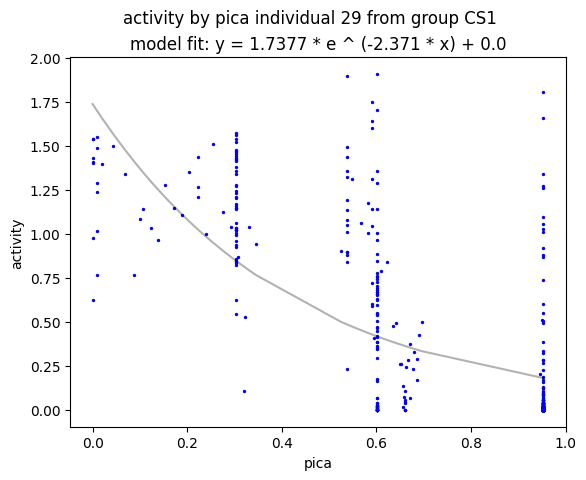 activity by pica individual 29 from group CS1
model fit: y = 1.7377 * e ^ (-2.371 * x) + 0.0
2.00
1.75
1.50
1.25
1.00
0.75
0.50
0.25
0.00
activity
0.0 0.2 0.4 0.6 0.8 1.0
pica